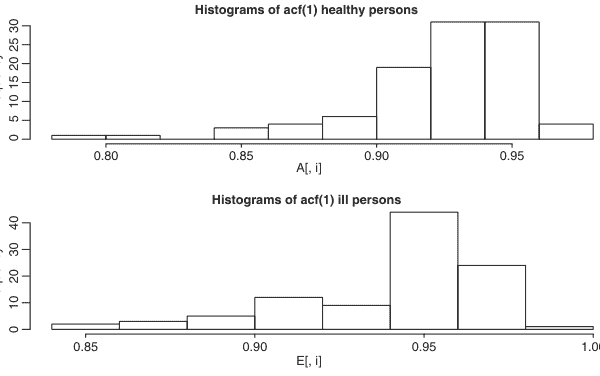 Histograms of acf(1) healthy persons
0 5 10 15 20 25 30
0.80 0.85 0.90 0.95
A[, i]
Histograms of acf(1) ill persons
0 10 20 30 40
0.85 0.90 0.95
E[, i]